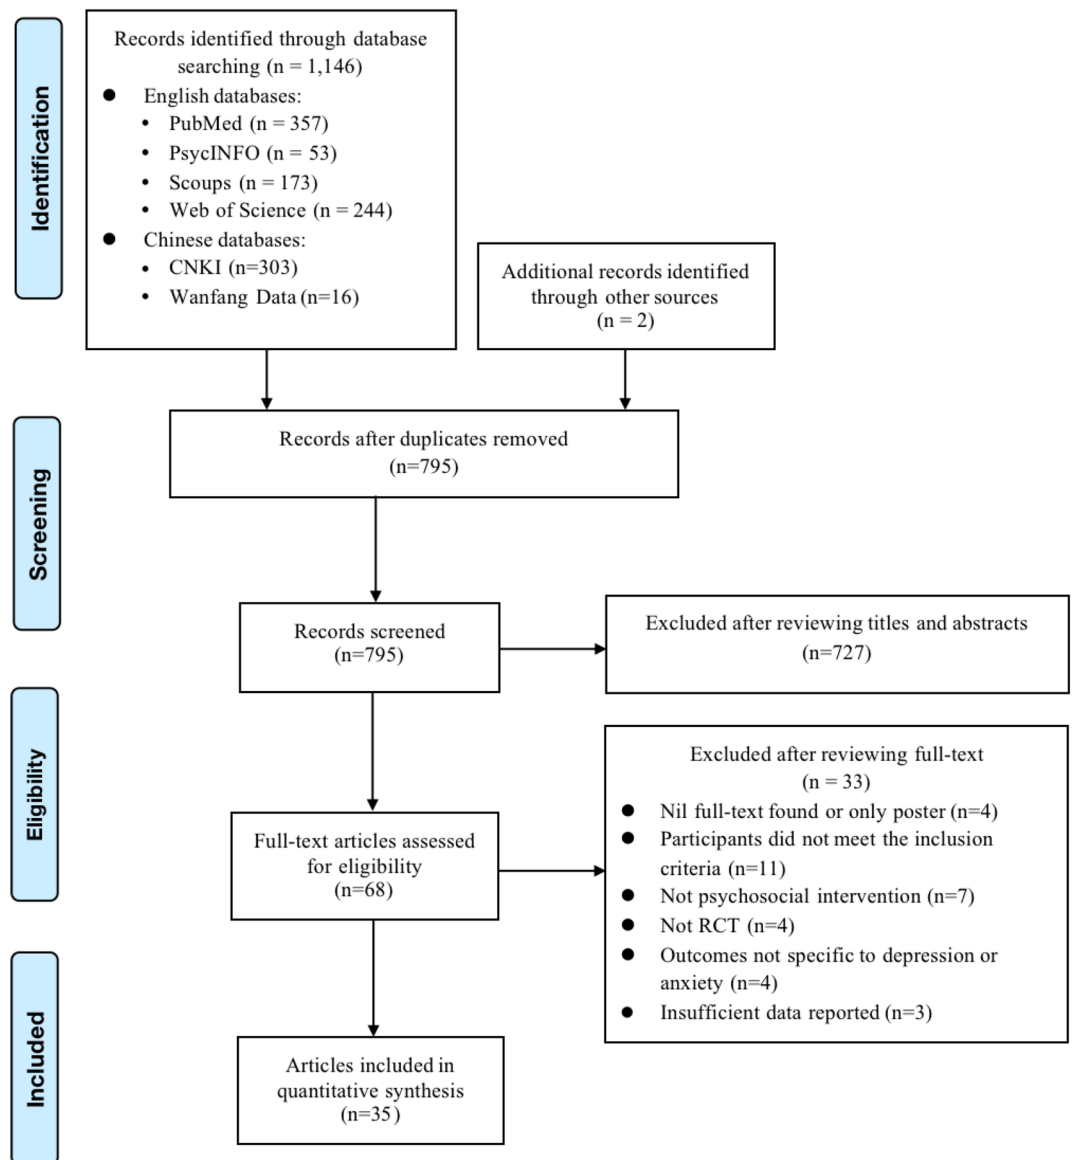 Identification
Records identified through database
searching (n = 1,146)
● English databases:
• PubMed (n = 357)
• PsycINFO (n = 53)
• Scoups (n = 173)
• Web of Science (n = 244)
● Chinese databases:
• CNKI (n=303)
• Wanfang Data (n=16)
Additional records identified
through other sources
(n = 2)
Screening
Records after duplicates removed
(n=795)
Records screened
(n=795)
Excluded after reviewing titles and abstracts
(n=727)
Eligibility
Full-text articles assessed
for eligibility
(n=68)
Excluded after reviewing full-text
(n = 33)
● Nil full-text found or only poster (n=4)
● Participants did not meet the inclusion
criteria (n=11)
● Not psychosocial intervention (n=7)
● Not RCT (n=4)
● Outcomes not specific to depression or
anxiety (n=4)
● Insufficient data reported (n=3)
Included
Articles included in
quantitative synthesis
(n=35)